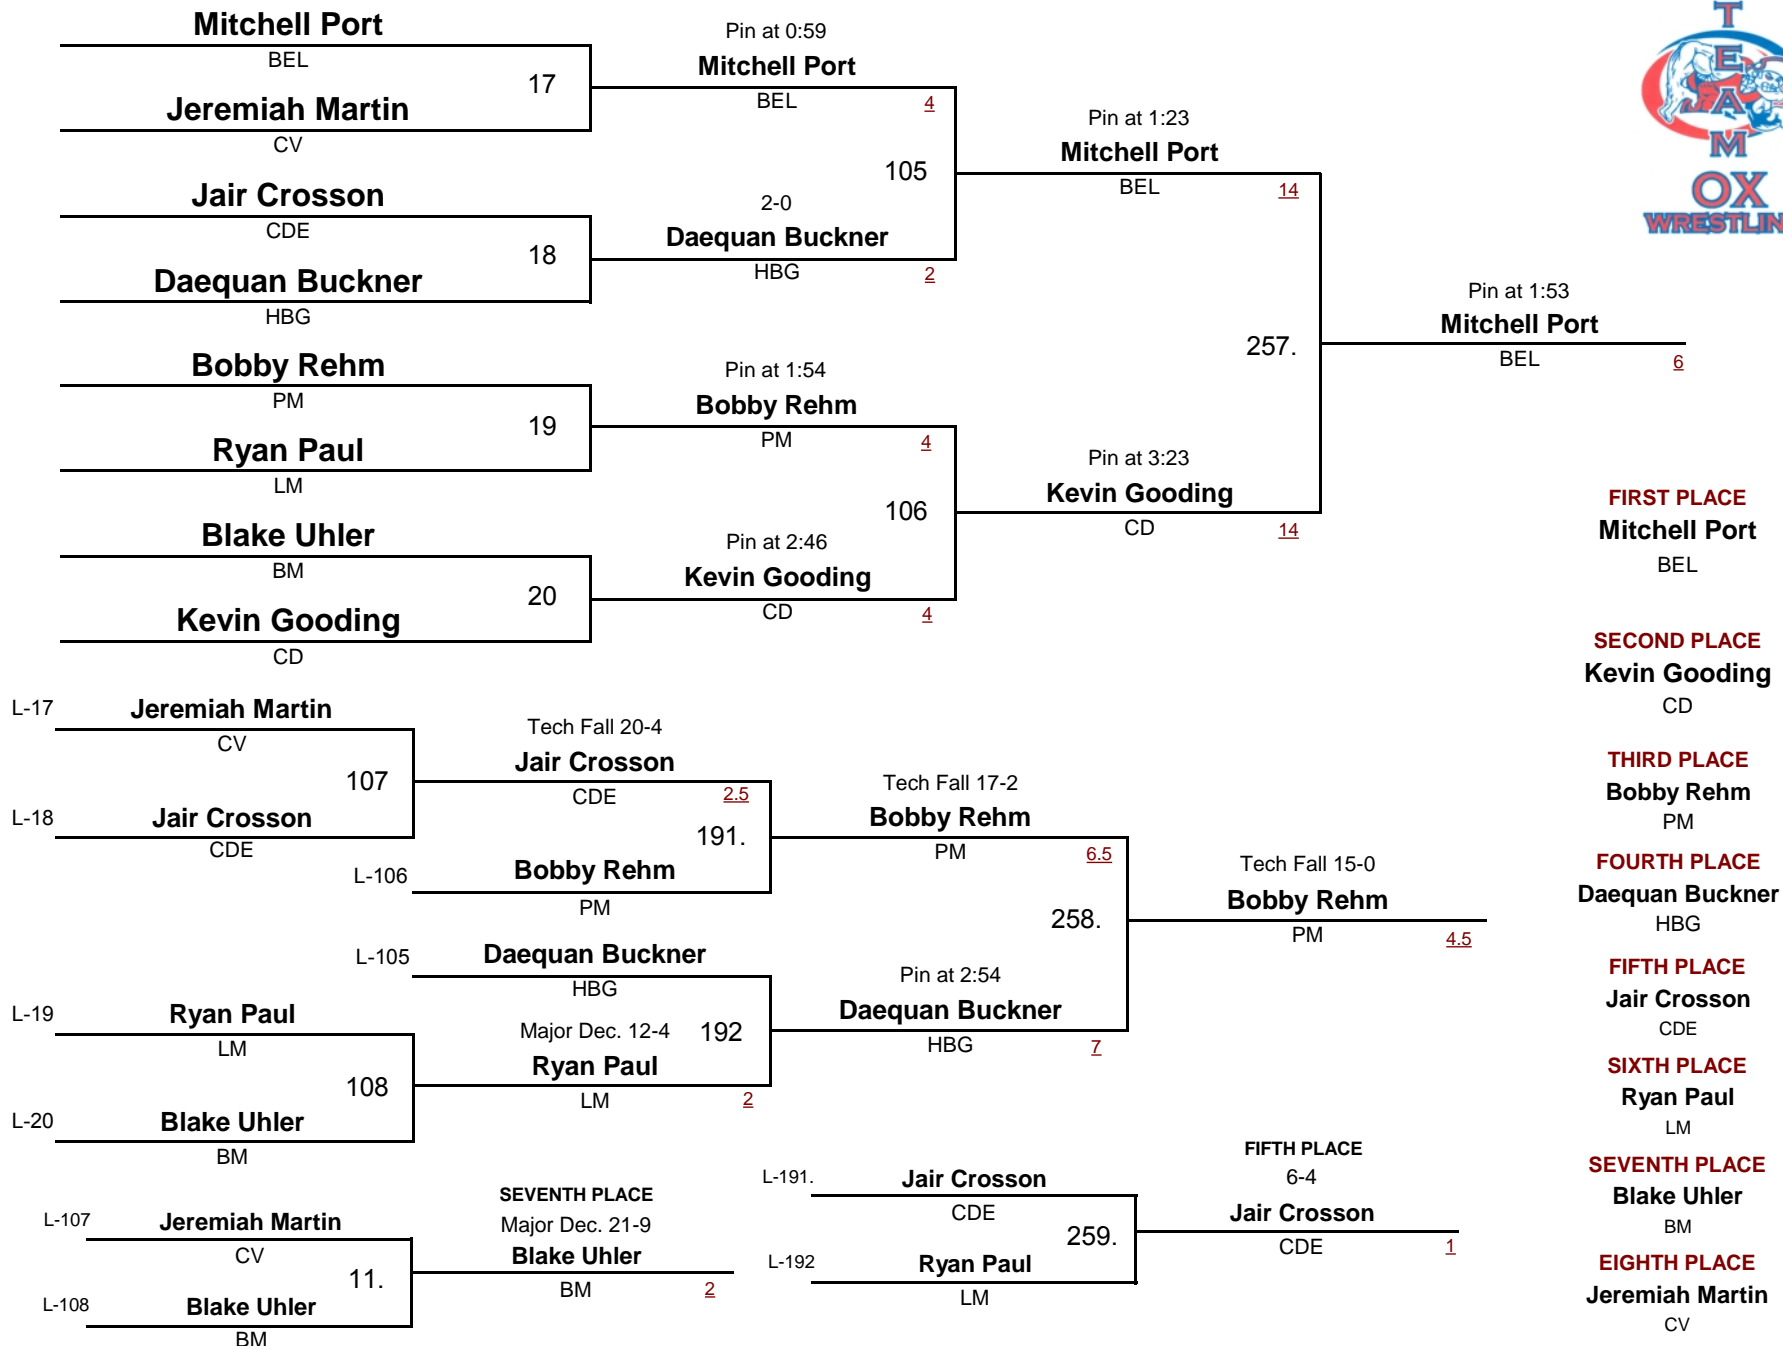 Mitchell Port
BEL
17
Jeremiah Martin
CV
Jair Crosson
CDE
18
Daequan Buckner
HBG
Bobby Rehm
PM
19
Ryan Paul
LM
Blake Uhler
BM
20
Kevin Gooding
CD
Pin at 0:59
Mitchell Port
BEL
4
105
2-0
Daequan Buckner
HBG
2
Pin at 1:54
Bobby Rehm
PM
4
106
Pin at 2:46
Kevin Gooding
CD
4
Pin at 1:23
Mitchell Port
BEL
14
257.
Pin at 3:23
Kevin Gooding
CD
14
Pin at 1:53
Mitchell Port
BEL
6
TEAM
OX
WRESTLIN
L-17
Jeremiah Martin
CV
107
L-18
Jair Crosson
CDE
Tech Fall 20-4
Jair Crosson
CDE
2.5
191.
L-106
Bobby Rehm
PM
L-105
Daequan Buckner
HBG
L-19
Ryan Paul
LM
108
L-20
Blake Uhler
BM
Major Dec. 12-4
192
Ryan Paul
LM
2
Tech Fall 17-2
Bobby Rehm
PM
6.5
258.
Pin at 2:54
Daequan Buckner
HBG
7
Tech Fall 15-0
Bobby Rehm
PM
4.5
L-107
Jeremiah Martin
CV
11.
L-108
Blake Uhler
BM
SEVENTH PLACE
Major Dec. 21-9
Blake Uhler
BM
2
L-191.
Jair Crosson
CDE
259.
L-192
Ryan Paul
LM
FIFTH PLACE
6-4
Jair Crosson
CDE
1
FIRST PLACE
Mitchell Port
BEL
SECOND PLACE
Kevin Gooding
CD
THIRD PLACE
Bobby Rehm
PM
FOURTH PLACE
Daequan Buckner
HBG
FIFTH PLACE
Jair Crosson
CDE
SIXTH PLACE
Ryan Paul
LM
SEVENTH PLACE
Blake Uhler
BM
EIGHTH PLACE
Jeremiah Martin
CV